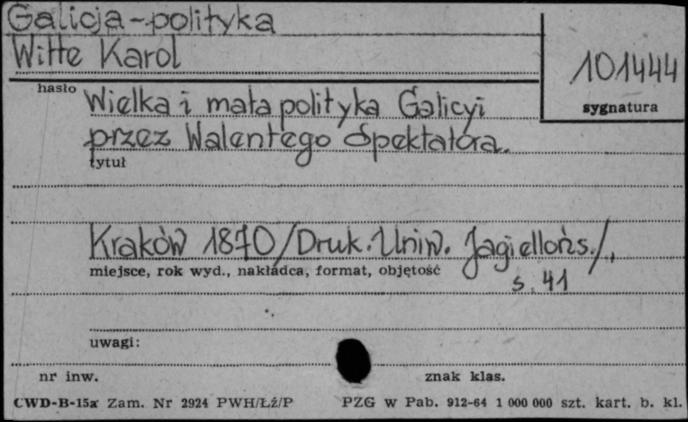 Galicja-polityka
Witte Karol
101444
hasło
sygnatura
Wielka i mała polityka Galicyi
przez Walentego Spektatora.
tytuł
Kraków 1870/Druk. Uniw. Jagiellońs./,
miejsce, rok wyd., nakładca, format, objętość
s. 41
uwagi:
nr inw. znak klas.
CWD-B-15a Zam. Nr 2924 PWH/Łź/P PZG w Pab. 912-64 1 000 000 szt. kart. b. kl.